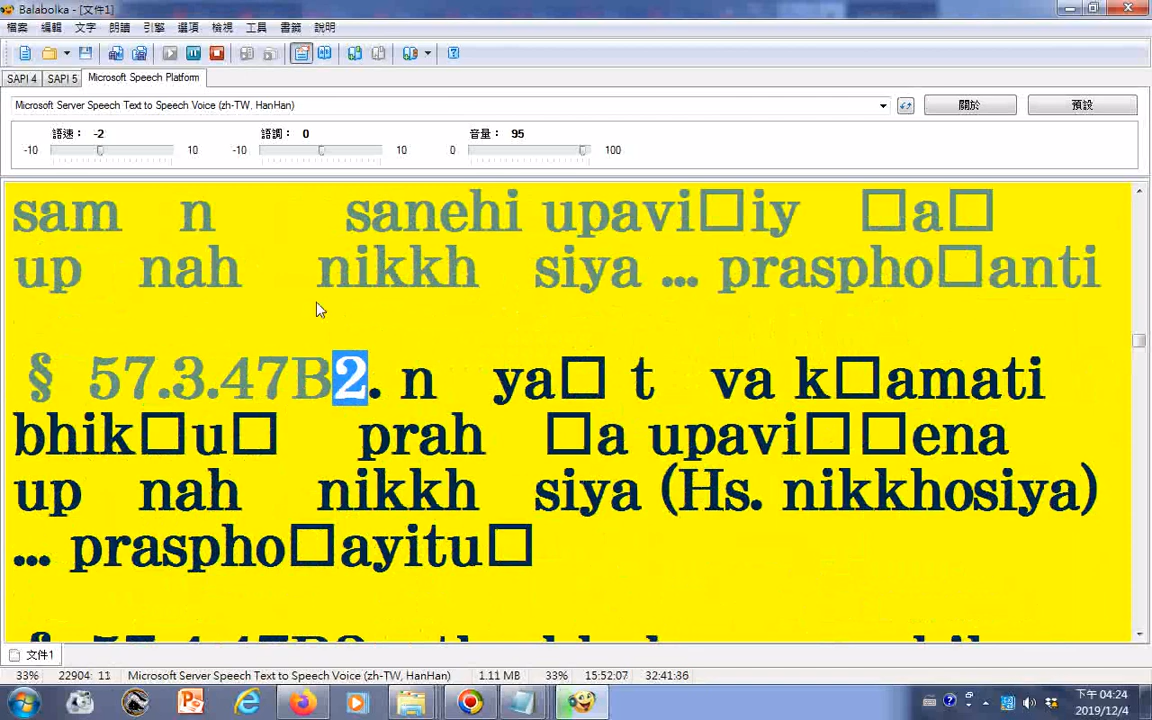 Balabolka - [文件1]
檔案 編輯 文字 朗讀 引擎 選項 檢視 工具 書籤 說明
SAPI 4 SAPI 5 Microsoft Speech Platform
Microsoft Server Speech Text to Speech Voice (zh-TW, HanHan) 關於 預設
語速: -2 語調: 0 音量: 95
-10 10 -10 10 0 100
sam n sanehi upavi□iy □a□
up nah nikkh siya ... praspho□anti
§ 57.3.47B2. n ya□ t va k□amati
bhik□u□ prah □a upavi□□ena
up nah nikkh siya (Hs. nikkhosiya)
... praspho□ayitu□
文件1
33% 22904: 11 Microsoft Server Speech Text to Speech Voice (zh-TW, HanHan) 1.11 MB 33% 15:52:07 32:41:36
下午 04:24
2019/12/4